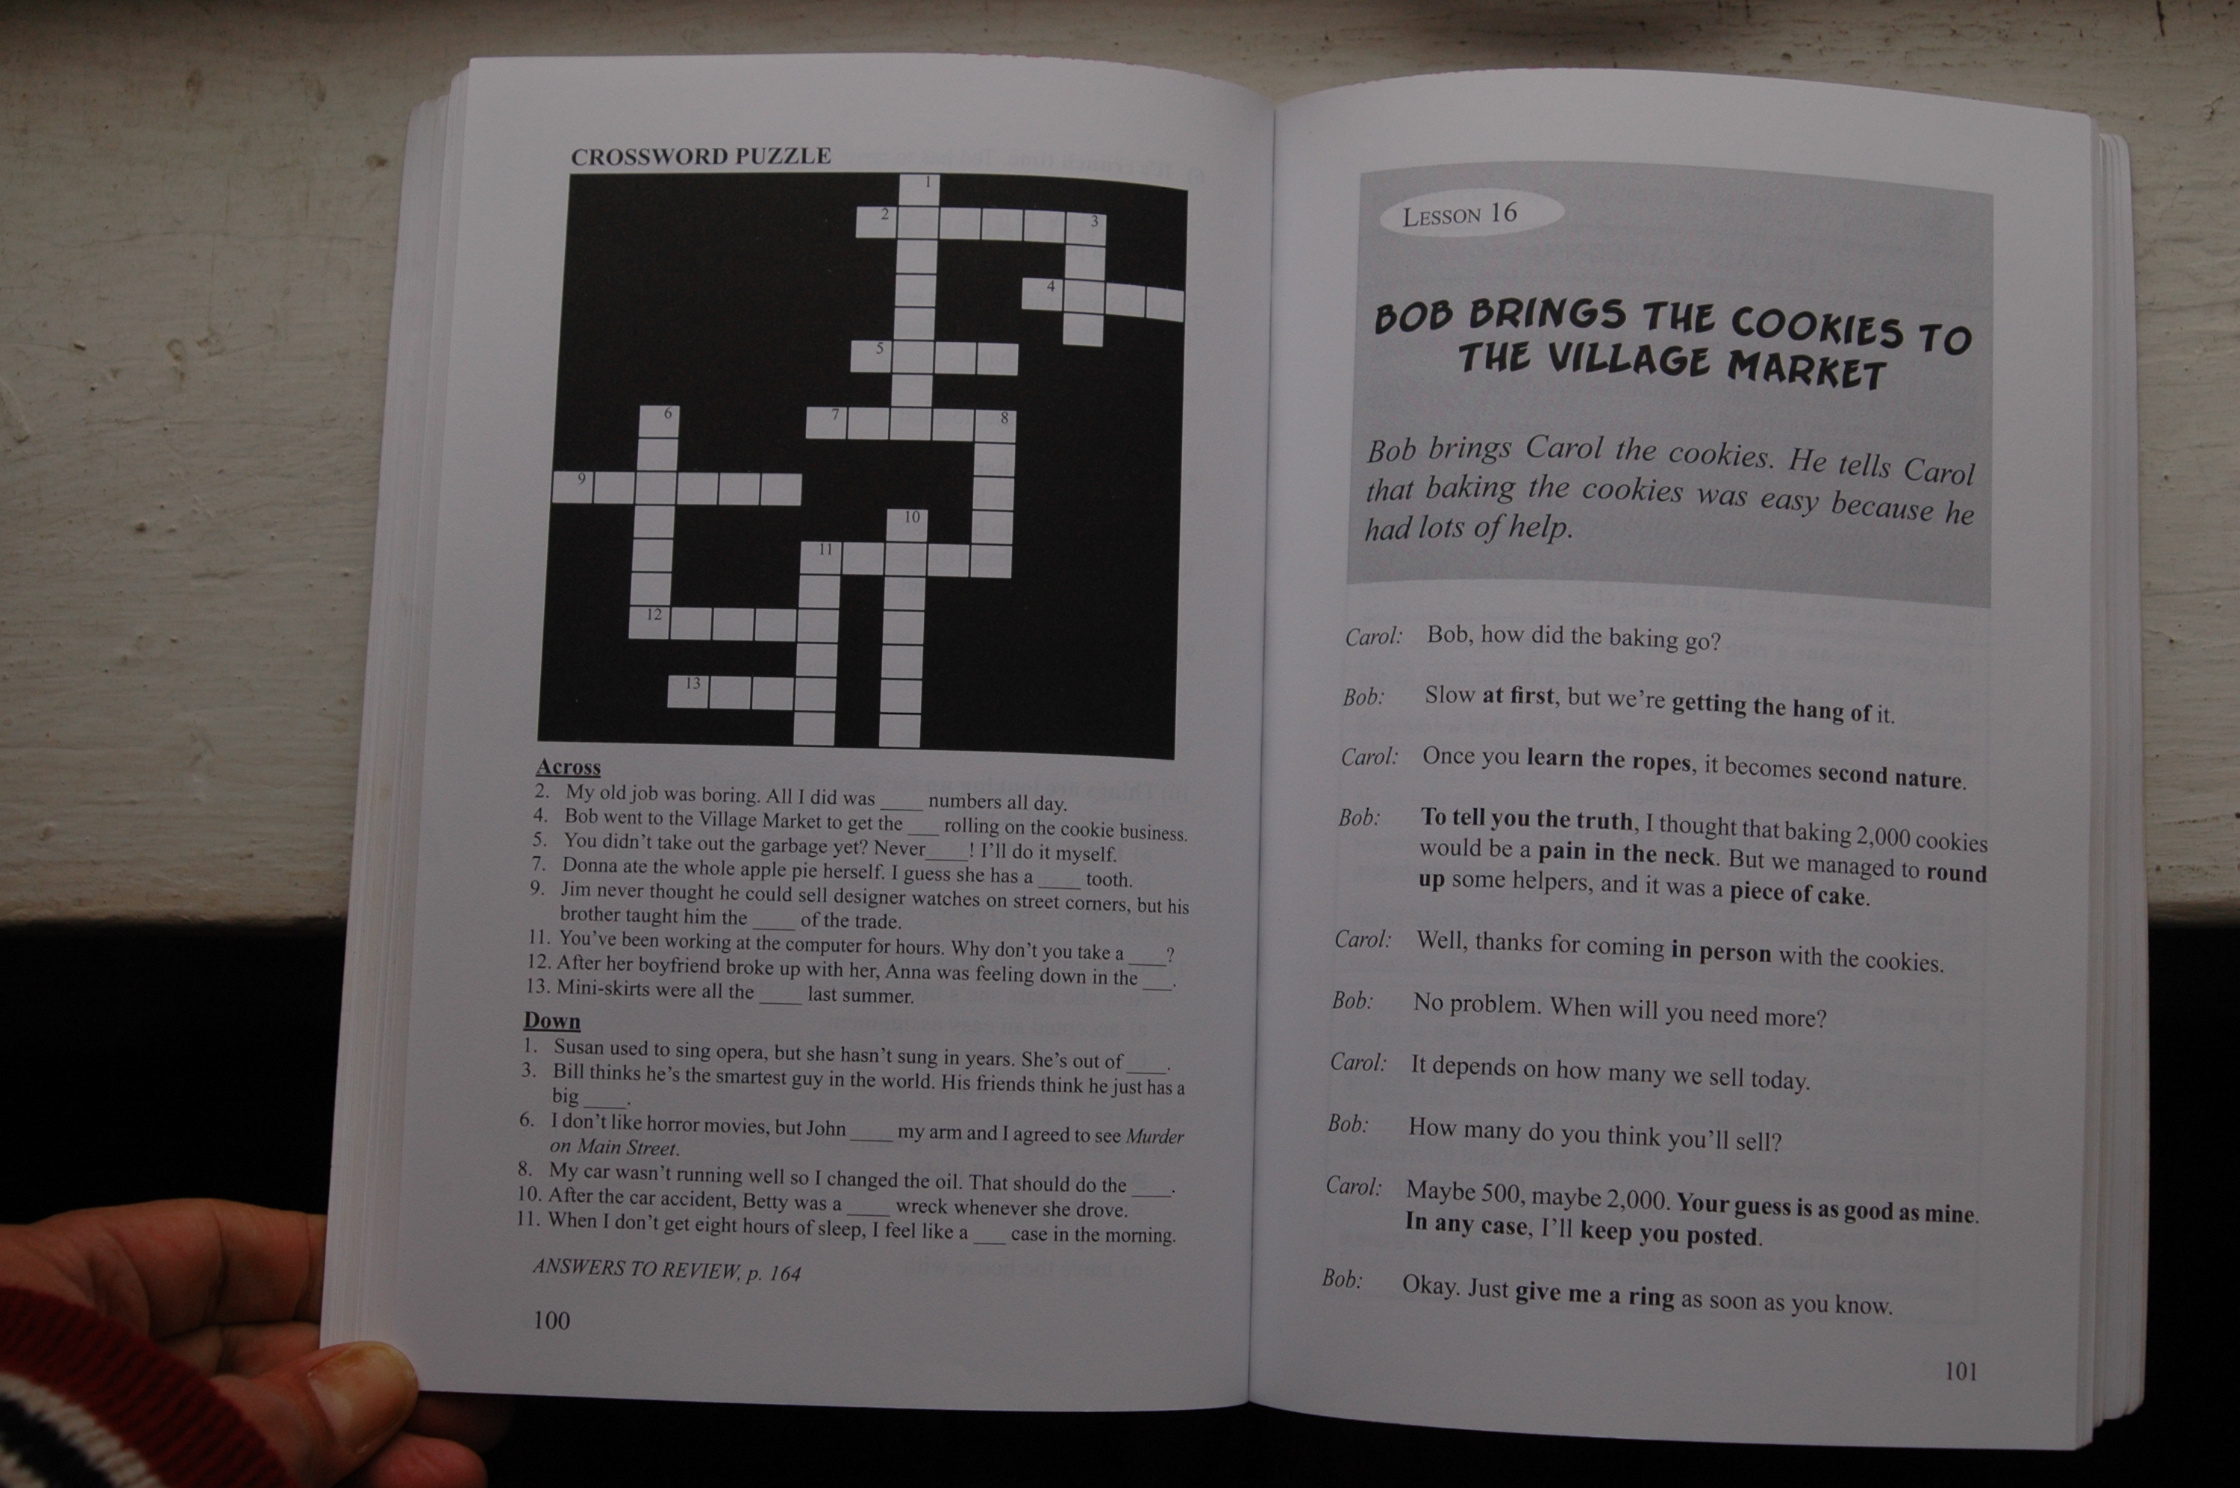 CROSSWORD PUZZLE
1
2 3
4
5
6 7 8
9
10
11
12
13
Across
2. My old job was boring. All I did was ____ numbers all day.
4. Bob went to the Village Market to get the ___ rolling on the cookie business.
5. You didn't take out the garbage yet? Never____! I'll do it myself.
7. Donna ate the whole apple pie herself. I guess she has a ____ tooth.
9. Jim never thought he could sell designer watches on street corners, but his
brother taught him the ____ of the trade.
11. You've been working at the computer for hours. Why don't you take a ____?
12. After her boyfriend broke up with her, Anna was feeling down in the ___.
13. Mini-skirts were all the ____ last summer.
Down
1. Susan used to sing opera, but she hasn't sung in years. She's out of ____.
3. Bill thinks he's the smartest guy in the world. His friends think he just has a
big ____.
6. I don't like horror movies, but John ____ my arm and I agreed to see Murder
on Main Street.
8. My car wasn't running well so I changed the oil. That should do the ____.
10. After the car accident, Betty was a ____ wreck whenever she drove.
11. When I don't get eight hours of sleep, I feel like a ___ case in the morning.
ANSWERS TO REVIEW, p. 164
100
LESSON 16
BOB BRINGS THE COOKIES TO
THE VILLAGE MARKET
Bob brings Carol the cookies. He tells Carol
that baking the cookies was easy because he
had lots of help.
Carol: Bob, how did the baking go?
Bob: Slow at first, but we're getting the hang of it.
Carol: Once you learn the ropes, it becomes second nature.
Bob: To tell you the truth, I thought that baking 2,000 cookies
would be a pain in the neck. But we managed to round
up some helpers, and it was a piece of cake.
Carol: Well, thanks for coming in person with the cookies.
Bob: No problem. When will you need more?
Carol: It depends on how many we sell today.
Bob: How many do you think you'll sell?
Carol: Maybe 500, maybe 2,000. Your guess is as good as mine.
In any case, I'll keep you posted.
Bob: Okay. Just give me a ring as soon as you know.
101